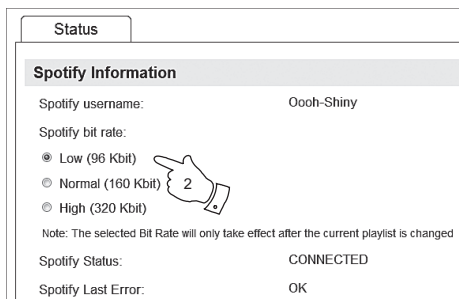 Status
Spotify Information
Spotify username: Oooh-Shiny
Spotify bit rate:
Low (96 Kbit)
Normal (160 Kbit) 2
High (320 Kbit)
Note: The selected Bit Rate will only take effect after the current playlist is changed
Spotify Status: CONNECTED
Spotify Last Error: OK